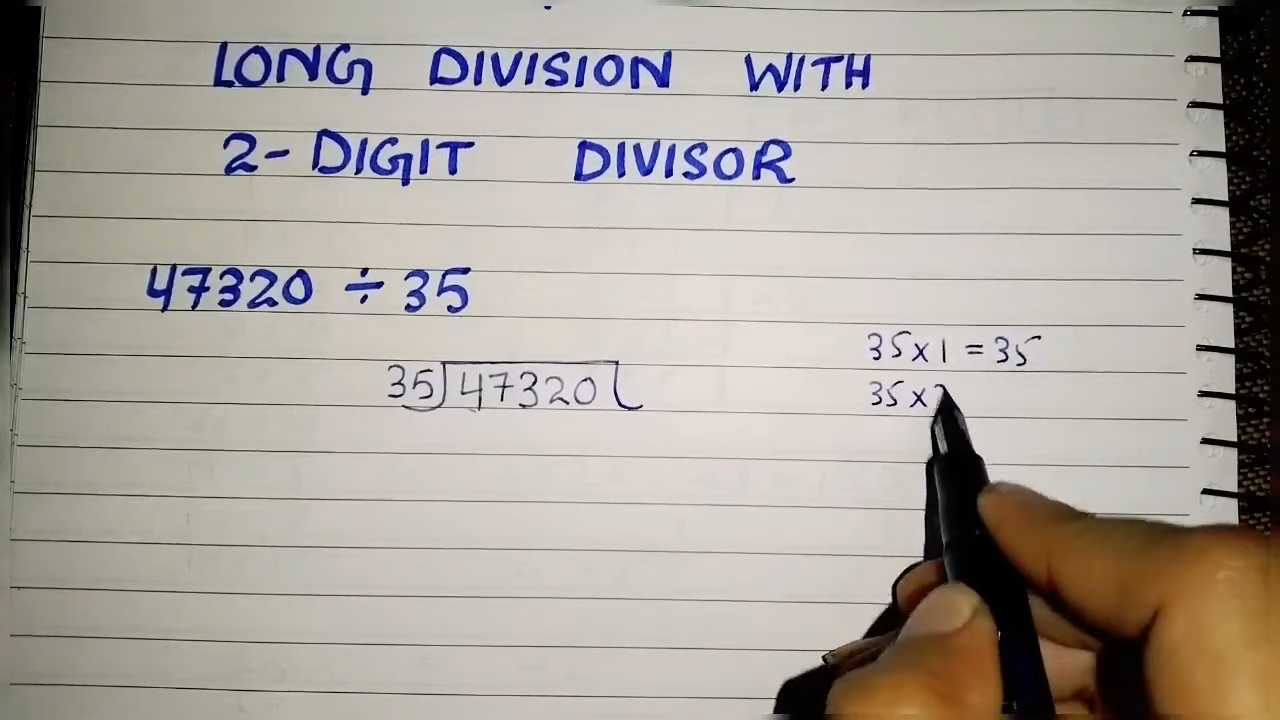 LONG DIVISION WITH
2-DIGIT DIVISOR
47320 ÷ 35
35)47320(
35×1 = 35
35×